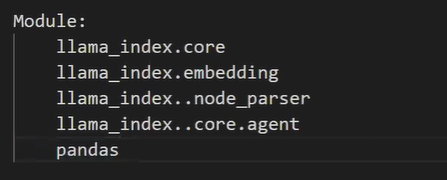 Module:
llama_index.core
llama_index.embedding
llama_index..node_parser
llama_index..core.agent
pandas